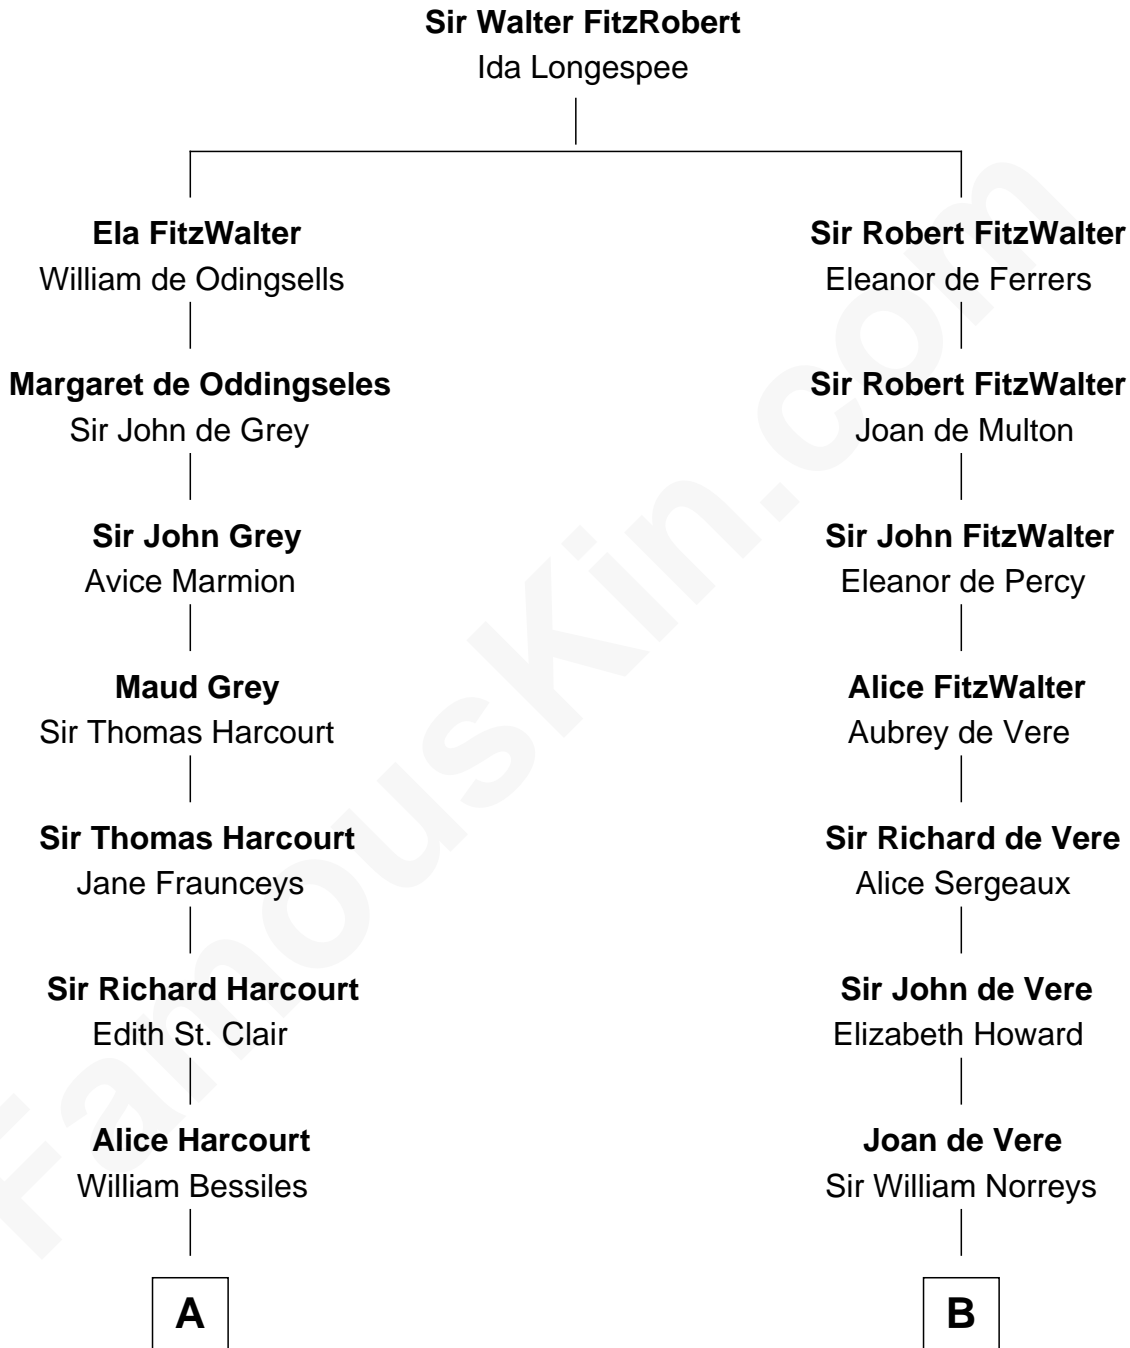 Sir Walter FitzRobert
Ida Longespee
Ela FitzWalter
William de Odingsells
Sir Robert FitzWalter
Eleanor de Ferrers
Margaret de Oddingseles
Sir John de Grey
Sir Robert FitzWalter
Joan de Multon
Sir John Grey
Avice Marmion
Sir John FitzWalter
Eleanor de Percy
Maud Grey
Sir Thomas Harcourt
Alice FitzWalter
Aubrey de Vere
Sir Thomas Harcourt
Jane Fraunceys
Sir Richard de Vere
Alice Sergeaux
Sir Richard Harcourt
Edith St. Clair
Sir John de Vere
Elizabeth Howard
Alice Harcourt
William Bessiles
Joan de Vere
Sir William Norreys
A
B
FamousKin.com